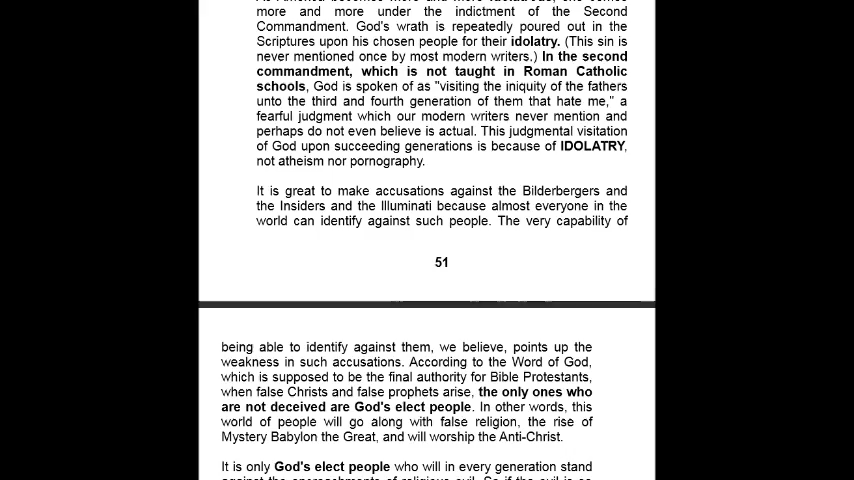 more and more under the indictment of the Second
Commandment. God's wrath is repeatedly poured out in the
Scriptures upon his chosen people for their idolatry. (This sin is
never mentioned once by most modern writers.) In the second
commandment, which is not taught in Roman Catholic
schools, God is spoken of as "visiting the iniquity of the fathers
unto the third and fourth generation of them that hate me," a
fearful judgment which our modern writers never mention and
perhaps do not even believe is actual. This judgmental visitation
of God upon succeeding generations is because of IDOLATRY,
not atheism nor pornography.
It is great to make accusations against the Bilderbergers and
the Insiders and the Illuminati because almost everyone in the
world can identify against such people. The very capability of
51
being able to identify against them, we believe, points up the
weakness in such accusations. According to the Word of God,
which is supposed to be the final authority for Bible Protestants,
when false Christs and false prophets arise, the only ones who
are not deceived are God's elect people. In other words, this
world of people will go along with false religion, the rise of
Mystery Babylon the Great, and will worship the Anti-Christ.
It is only God's elect people who will in every generation stand